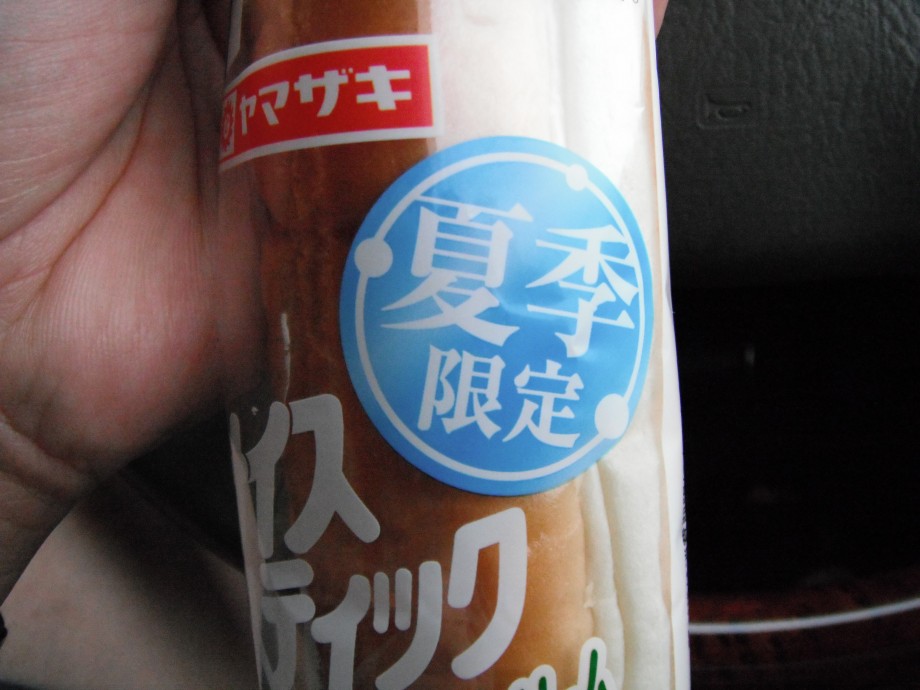 ヤマザキ
夏季
限定
イス
ティック